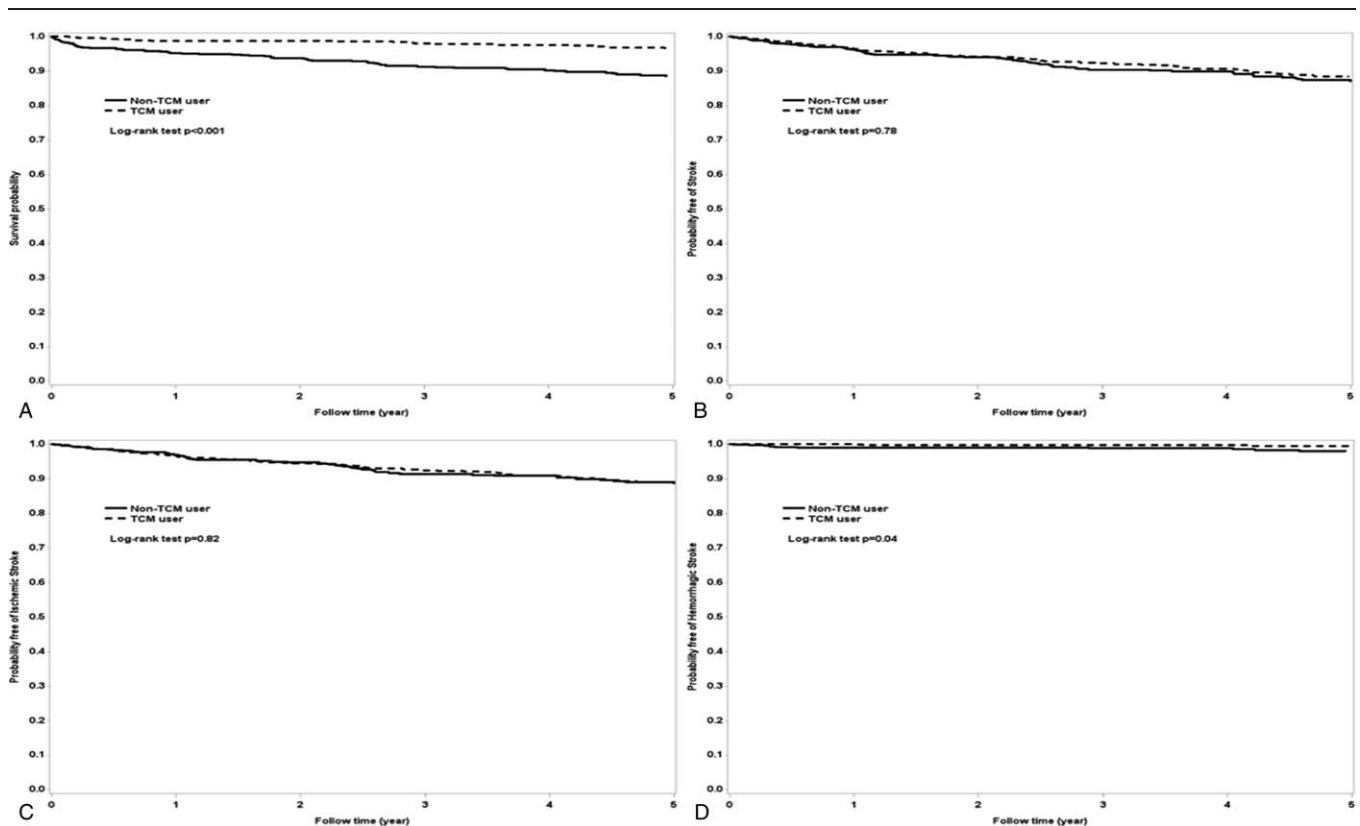 1.0
0.9
0.8
0.7
0.6
0.5
0.4
0.3
0.2
0.1
0.0
Survival probability
Non-TCM user
TCM user
Log-rank test p<0.001
0 1 2 3 4 5
Follow time (year)
A
1.0
0.9
0.8
0.7
0.6
0.5
0.4
0.3
0.2
0.1
0.0
Probability free of Stroke
Non-TCM user
TCM user
Log-rank test p=0.78
0 1 2 3 4 5
Follow time (year)
B
1.0
0.9
0.8
0.7
0.6
0.5
0.4
0.3
0.2
0.1
0.0
Probability free of Ischemic Stroke
Non-TCM user
TCM user
Log-rank test p=0.82
0 1 2 3 4 5
Follow time (year)
C
1.0
0.9
0.8
0.7
0.6
0.5
0.4
0.3
0.2
0.1
0.0
Probability free of Hemorrhagic Stroke
Non-TCM user
TCM user
Log-rank test p=0.04
0 1 2 3 4 5
Follow time (year)
D